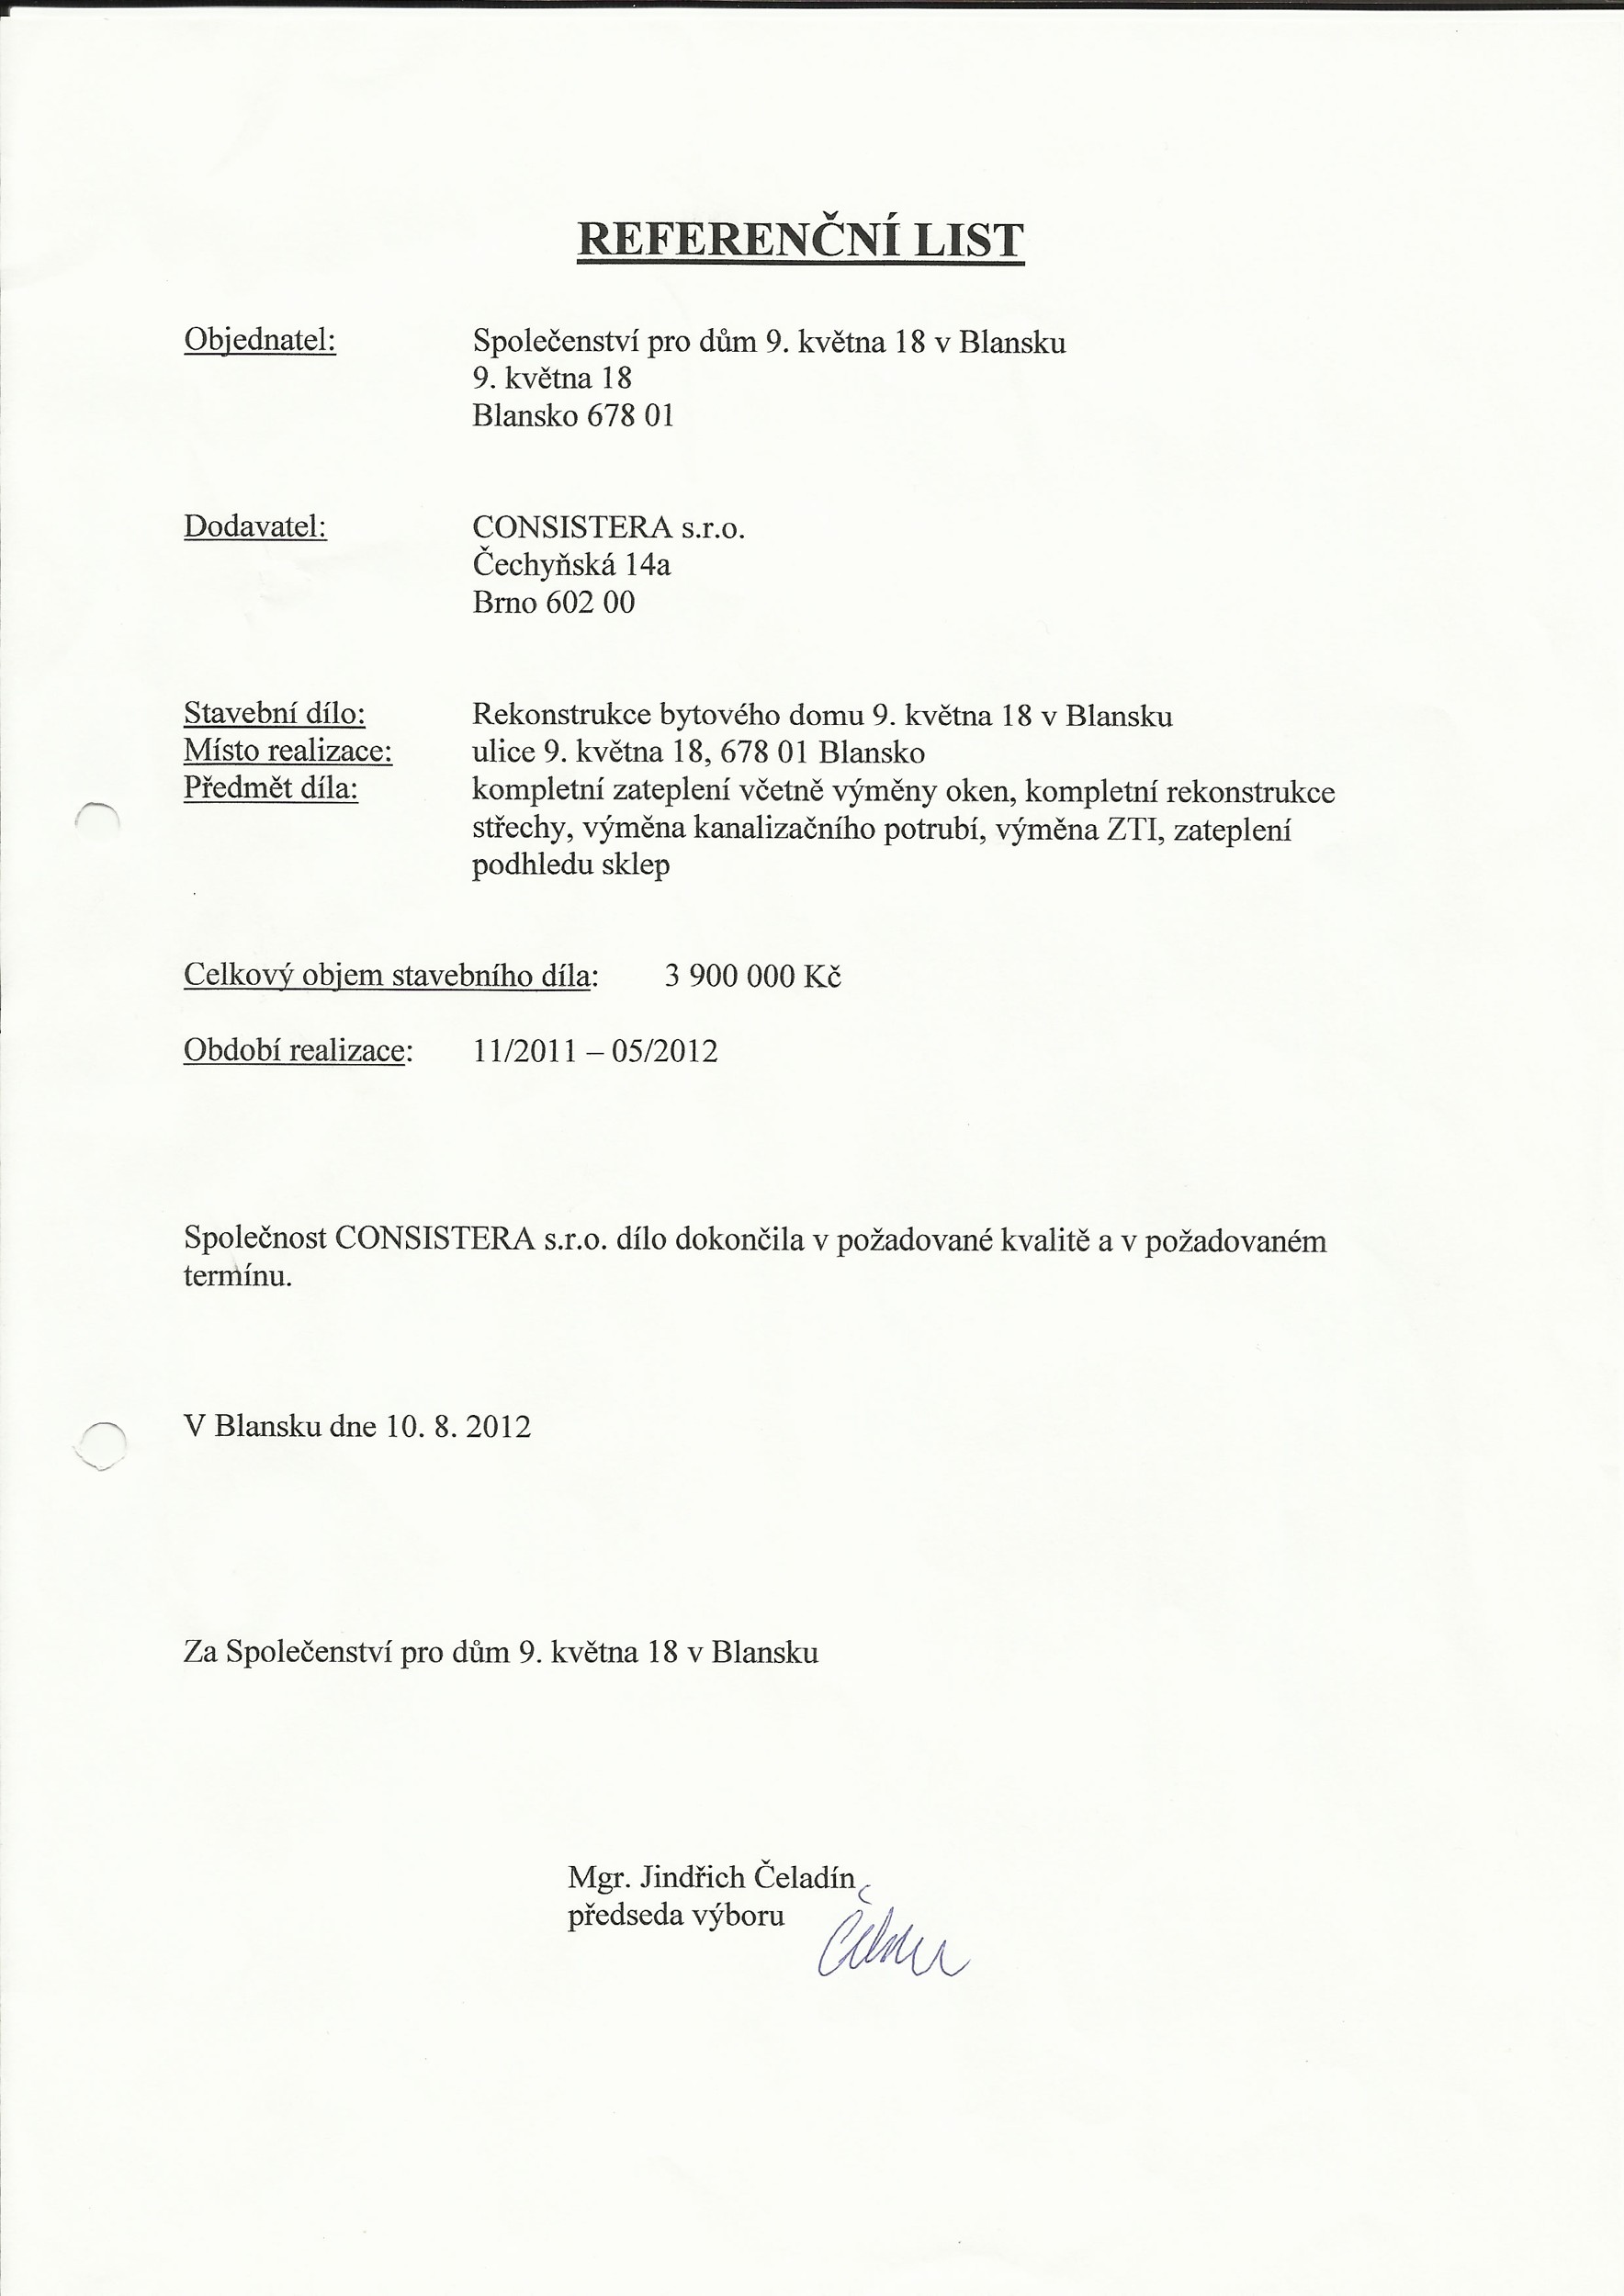 REFERENČNÍ LIST
Objednatel: Společenství pro dům 9. května 18 v Blansku
9. května 18
Blansko 678 01
Dodavatel: CONSISTERA s.r.o.
Čechyňská 14a
Brno 602 00
Stavební dílo: Rekonstrukce bytového domu 9. května 18 v Blansku
Místo realizace: ulice 9. května 18, 678 01 Blansko
Předmět díla: kompletní zateplení včetně výměny oken, kompletní rekonstrukce
střechy, výměna kanalizačního potrubí, výměna ZTI, zateplení
podhledu sklep
Celkový objem stavebního díla: 3 900 000 Kč
Období realizace: 11/2011 – 05/2012
Společnost CONSISTERA s.r.o. dílo dokončila v požadované kvalitě a v požadovaném
termínu.
V Blansku dne 10. 8. 2012
Za Společenství pro dům 9. května 18 v Blansku
Mgr. Jindřich Čeladín
předseda výboru